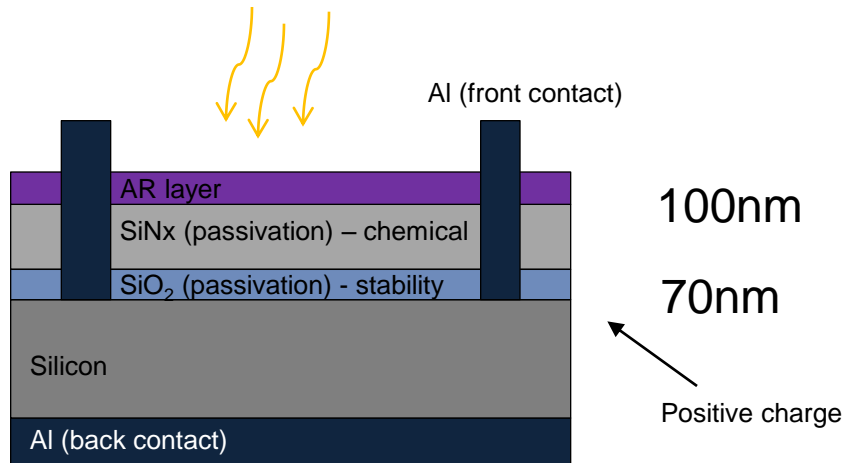 Al (front contact)
AR layer
100nm
SiNx (passivation) – chemical
SiO₂ (passivation) - stability
70nm
Silicon
Positive charge
Al (back contact)